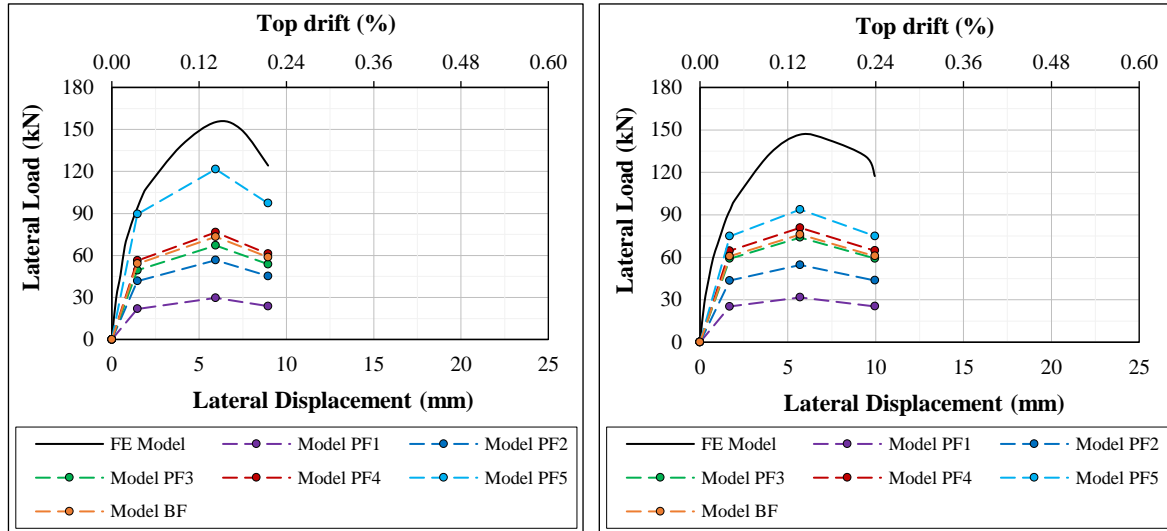 Top drift (%)
0.00 0.12 0.24 0.36 0.48 0.60
180
150
120
90
60
30
0
Lateral Load (kN)
0 5 10 15 20 25
Lateral Displacement (mm)
FE Model Model PF1 Model PF2
Model PF3 Model PF4 Model PF5
Model BF
Top drift (%)
0.00 0.12 0.24 0.36 0.48 0.60
180
150
120
90
60
30
0
Lateral Load (kN)
0 5 10 15 20 25
Lateral Displacement (mm)
FE Model Model PF1 Model PF2
Model PF3 Model PF4 Model PF5
Model BF